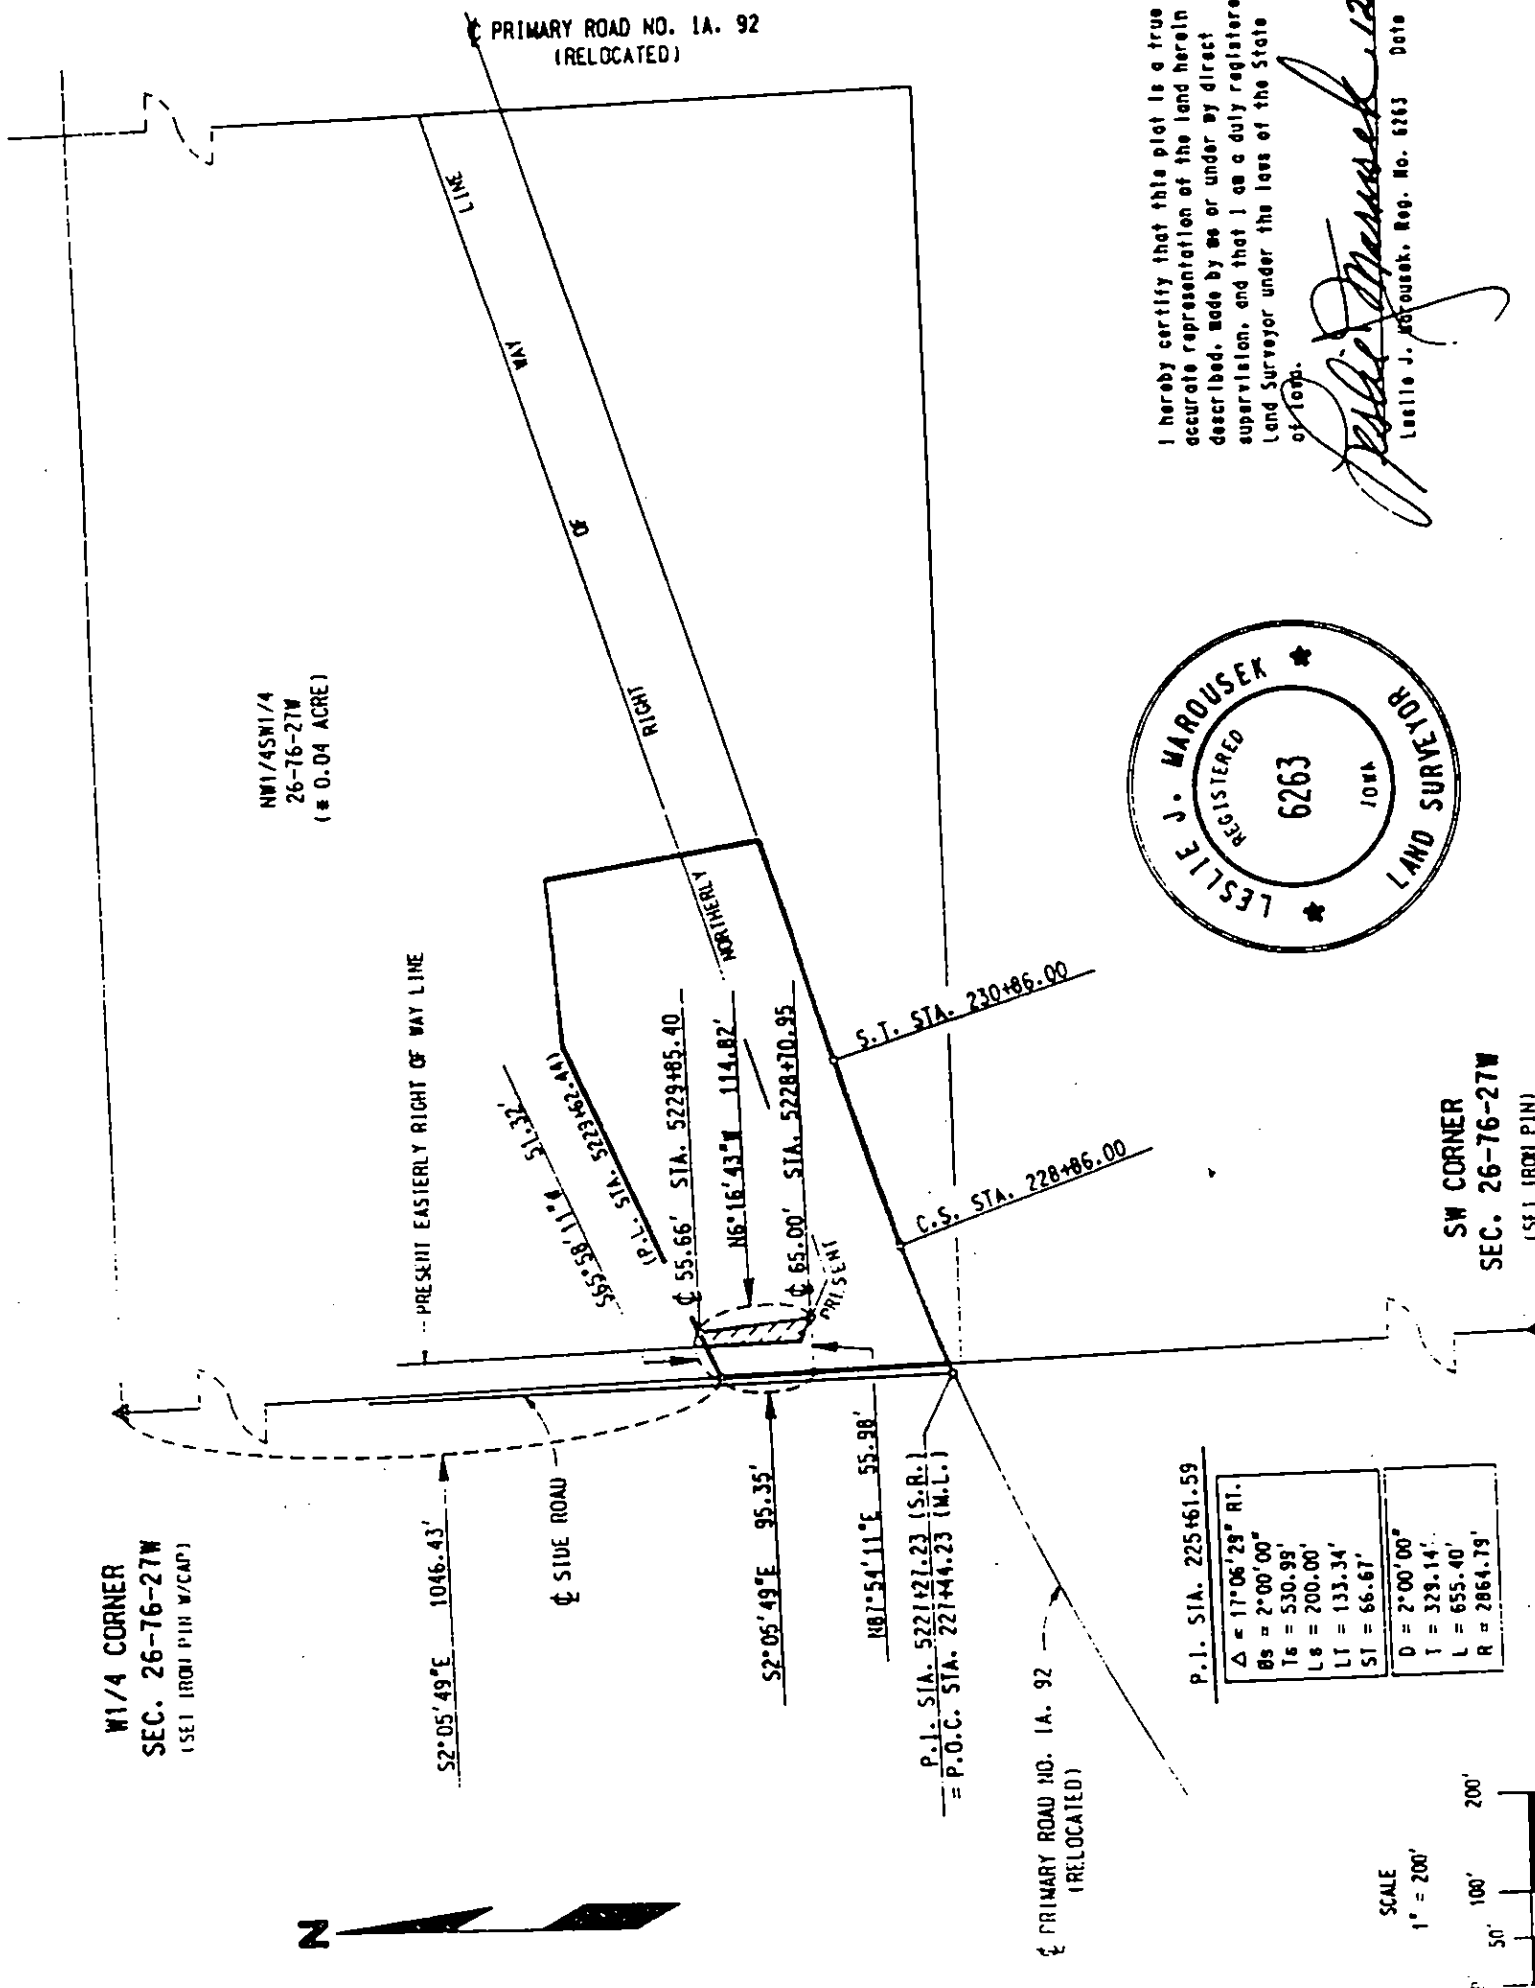 ₵ PRIMARY ROAD NO. IA. 92
(RELOCATED)
W1/4 CORNER
SEC. 26-76-27W
(SET IRON PIN W/CAP)
NW1/4SW1/4
26-76-27W
(* 0.04 ACRE)
PRESENT EASTERLY RIGHT OF WAY LINE
NORTHERLY RIGHT OF WAY LINE
PRESENT
S2°05'49"E 1046.43'
₵ SIDE ROAD
S65°58'11"W 51.32'
(P.L. STA. 5223+62.44)
₵ 55.66' STA. 5229+85.40
N6°16'43"W 114.82'
₵ 65.00' STA. 5228+70.95
S2°05'49"E 95.35'
N87°54'11"E 55.98'
P.I. STA. 5227+27.23 (S.R.)
= P.O.C. STA. 227+44.23 (M.L.)
S.T. STA. 230+86.00
C.S. STA. 228+86.00
₵ PRIMARY ROAD NO. IA. 92
(RELOCATED)
P.I. STA. 225+61.59
Δ = 17°06'29" RT.
θs = 2°00'00"
Ts = 530.99'
Ls = 200.00'
LT = 133.34'
ST = 66.67'
D = 2°00'00"
T = 329.14'
L = 655.40'
R = 2864.79'
SW CORNER
SEC. 26-76-27W
(SET IRON PIN)
N
SCALE
1" = 200'
50' 100' 200'
LESLIE J. MAROUSEK
REGISTERED
6263
IOWA
LAND SURVEYOR
I hereby certify that this plat is a true
accurate representation of the land herein
described, made by me or under my direct
supervision, and that I am a duly registere
Land Surveyor under the laws of the State
of Iowa.
Leslie J Marousek 12
Leslie J. Marousek, Reg. No. 6263 Date